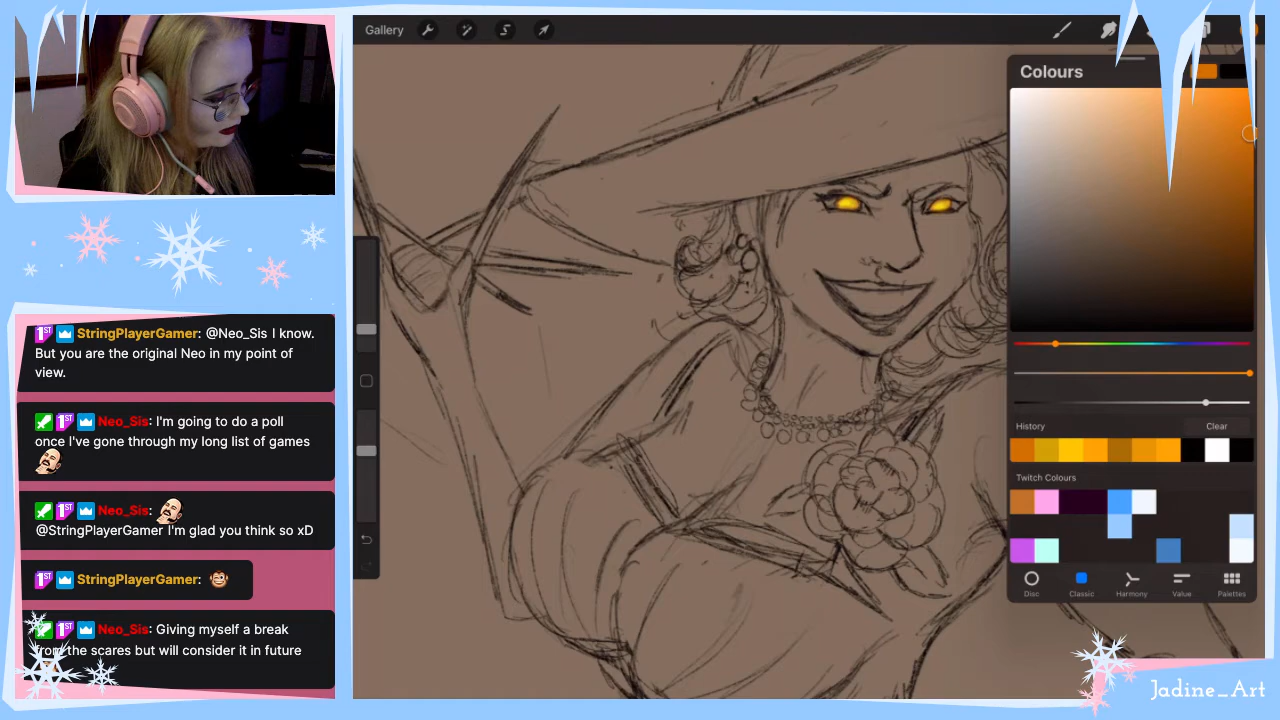 StringPlayerGamer: @Neo_Sis I know.
But you are the original Neo in my point of
view.
Neo_Sis: I'm going to do a poll
once I've gone through my long list of games
Neo_Sis:
@StringPlayerGamer I'm glad you think so xD
StringPlayerGamer:
Neo_Sis: Giving myself a break
from the scares but will consider it in future
Gallery
Colours
History
Clear
Twitch Colours
Disc
Classic
Harmony
Value
Palettes
Jadine_Art